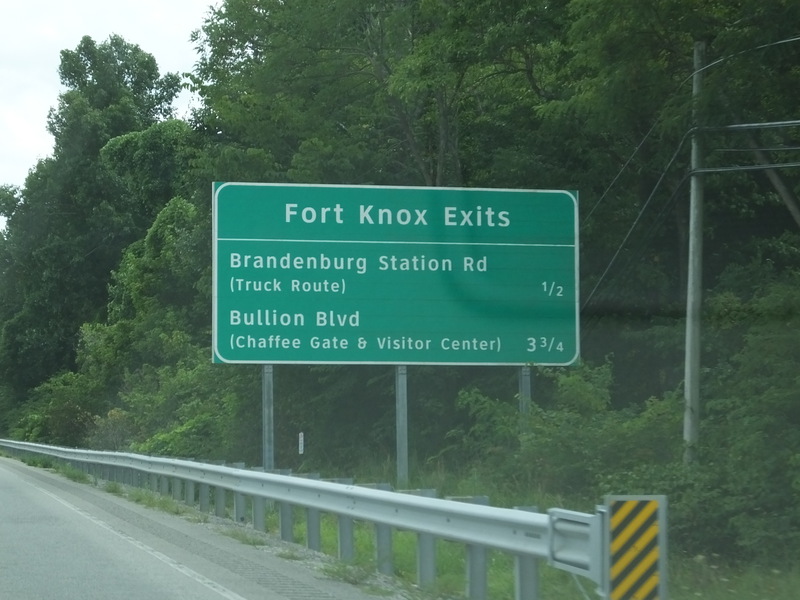 Fort Knox Exits
Brandenburg Station Rd
(Truck Route) 1/2
Bullion Blvd
(Chaffee Gate & Visitor Center) 3 3/4